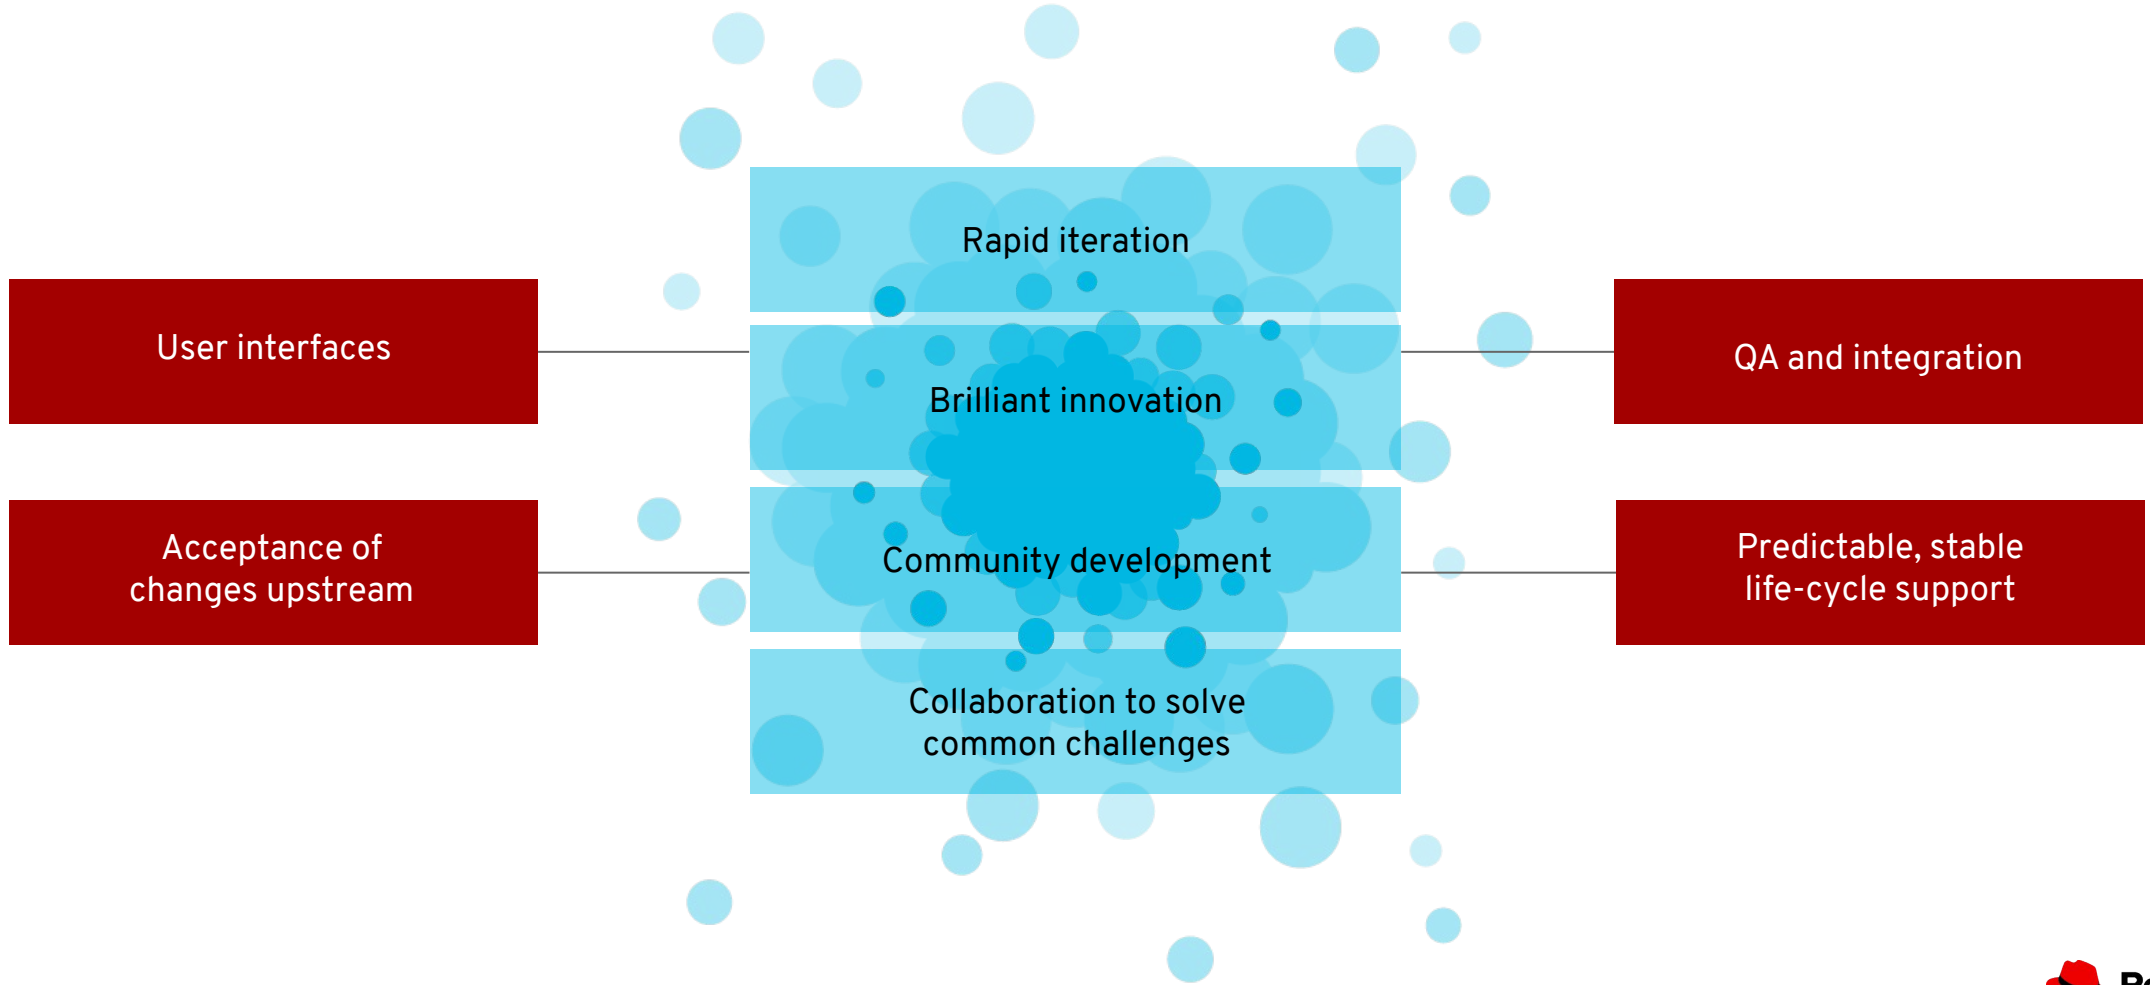 Rapid iteration
User interfaces
QA and integration
Brilliant innovation
Acceptance of
changes upstream
Community development
Predictable, stable
life-cycle support
Collaboration to solve
common challenges